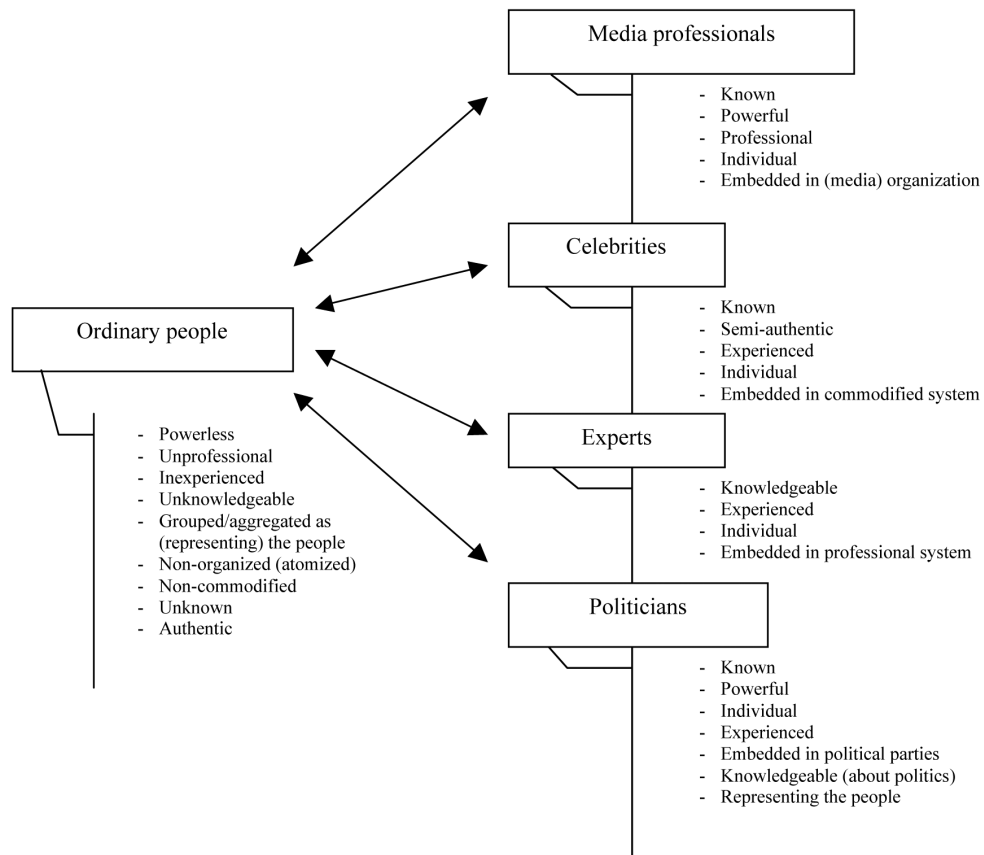 Media professionals
- Known
- Powerful
- Professional
- Individual
- Embedded in (media) organization
Celebrities
- Known
- Semi-authentic
- Experienced
- Individual
- Embedded in commodified system
Ordinary people
- Powerless
- Unprofessional
- Inexperienced
- Unknowledgeable
- Grouped/aggregated as
(representing) the people
- Non-organized (atomized)
- Non-commodified
- Unknown
- Authentic
Experts
- Knowledgeable
- Experienced
- Individual
- Embedded in professional system
Politicians
- Known
- Powerful
- Individual
- Experienced
- Embedded in political parties
- Knowledgeable (about politics)
- Representing the people